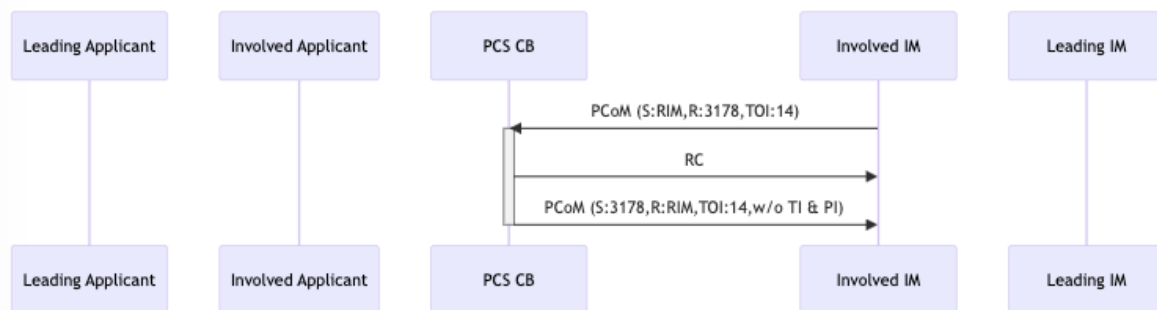 Leading Applicant
Involved Applicant
PCS CB
Involved IM
Leading IM
PCoM (S:RIM,R:3178,TOI:14)
RC
PCoM (S:3178,R:RIM,TOI:14,w/o TI & PI)
Leading Applicant
Involved Applicant
PCS CB
Involved IM
Leading IM